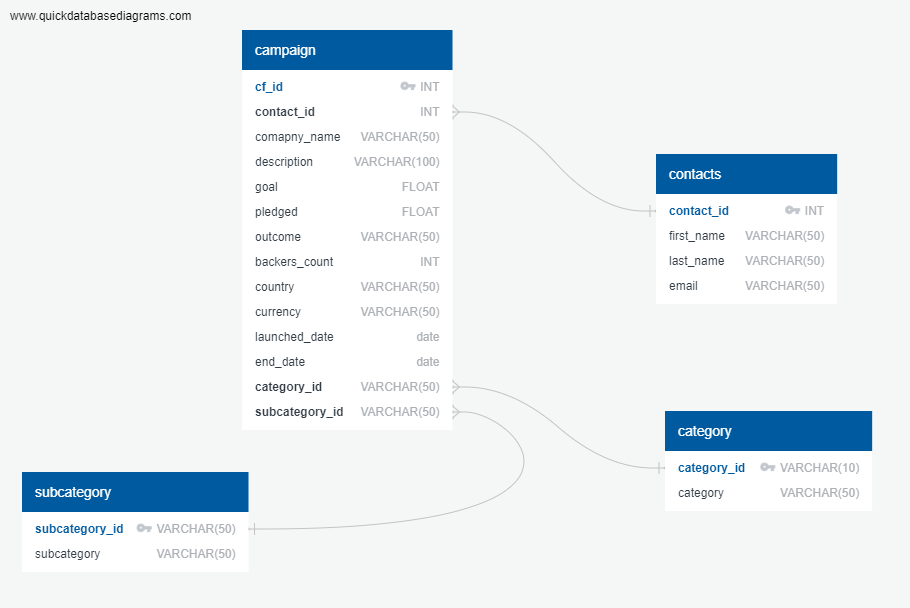 www.quickdatabasediagrams.com
campaign
cf_id INT
contact_id INT
comapny_name VARCHAR(50)
description VARCHAR(100)
goal FLOAT
pledged FLOAT
outcome VARCHAR(50)
backers_count INT
country VARCHAR(50)
currency VARCHAR(50)
launched_date date
end_date date
category_id VARCHAR(50)
subcategory_id VARCHAR(50)
contacts
contact_id INT
first_name VARCHAR(50)
last_name VARCHAR(50)
email VARCHAR(50)
category
category_id VARCHAR(10)
category VARCHAR(50)
subcategory
subcategory_id VARCHAR(50)
subcategory VARCHAR(50)